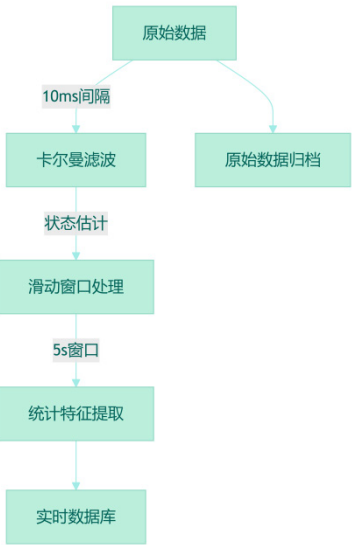 原始数据
10ms间隔
卡尔曼滤波
原始数据归档
状态估计
滑动窗口处理
5s窗口
统计特征提取
实时数据库